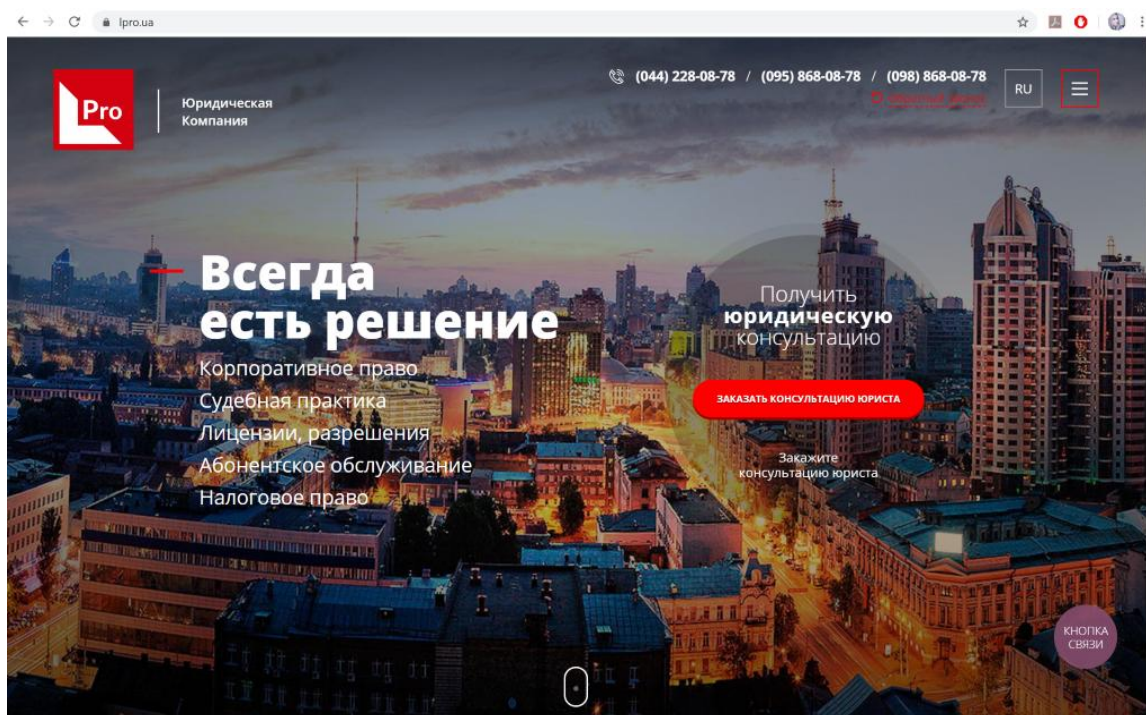 lpro.ua
Pro
Юридическая
Компания
(044) 228-08-78 / (095) 868-08-78 / (098) 868-08-78
Обратный звонок
RU
Всегда
есть решение
Корпоративное право
Судебная практика
Лицензии, разрешения
Абонентское обслуживание
Налоговое право
Получить
юридическую
консультацию
ЗАКАЗАТЬ КОНСУЛЬТАЦИЮ ЮРИСТА
Закажите
консультацию юриста
КНОПКА
СВЯЗИ